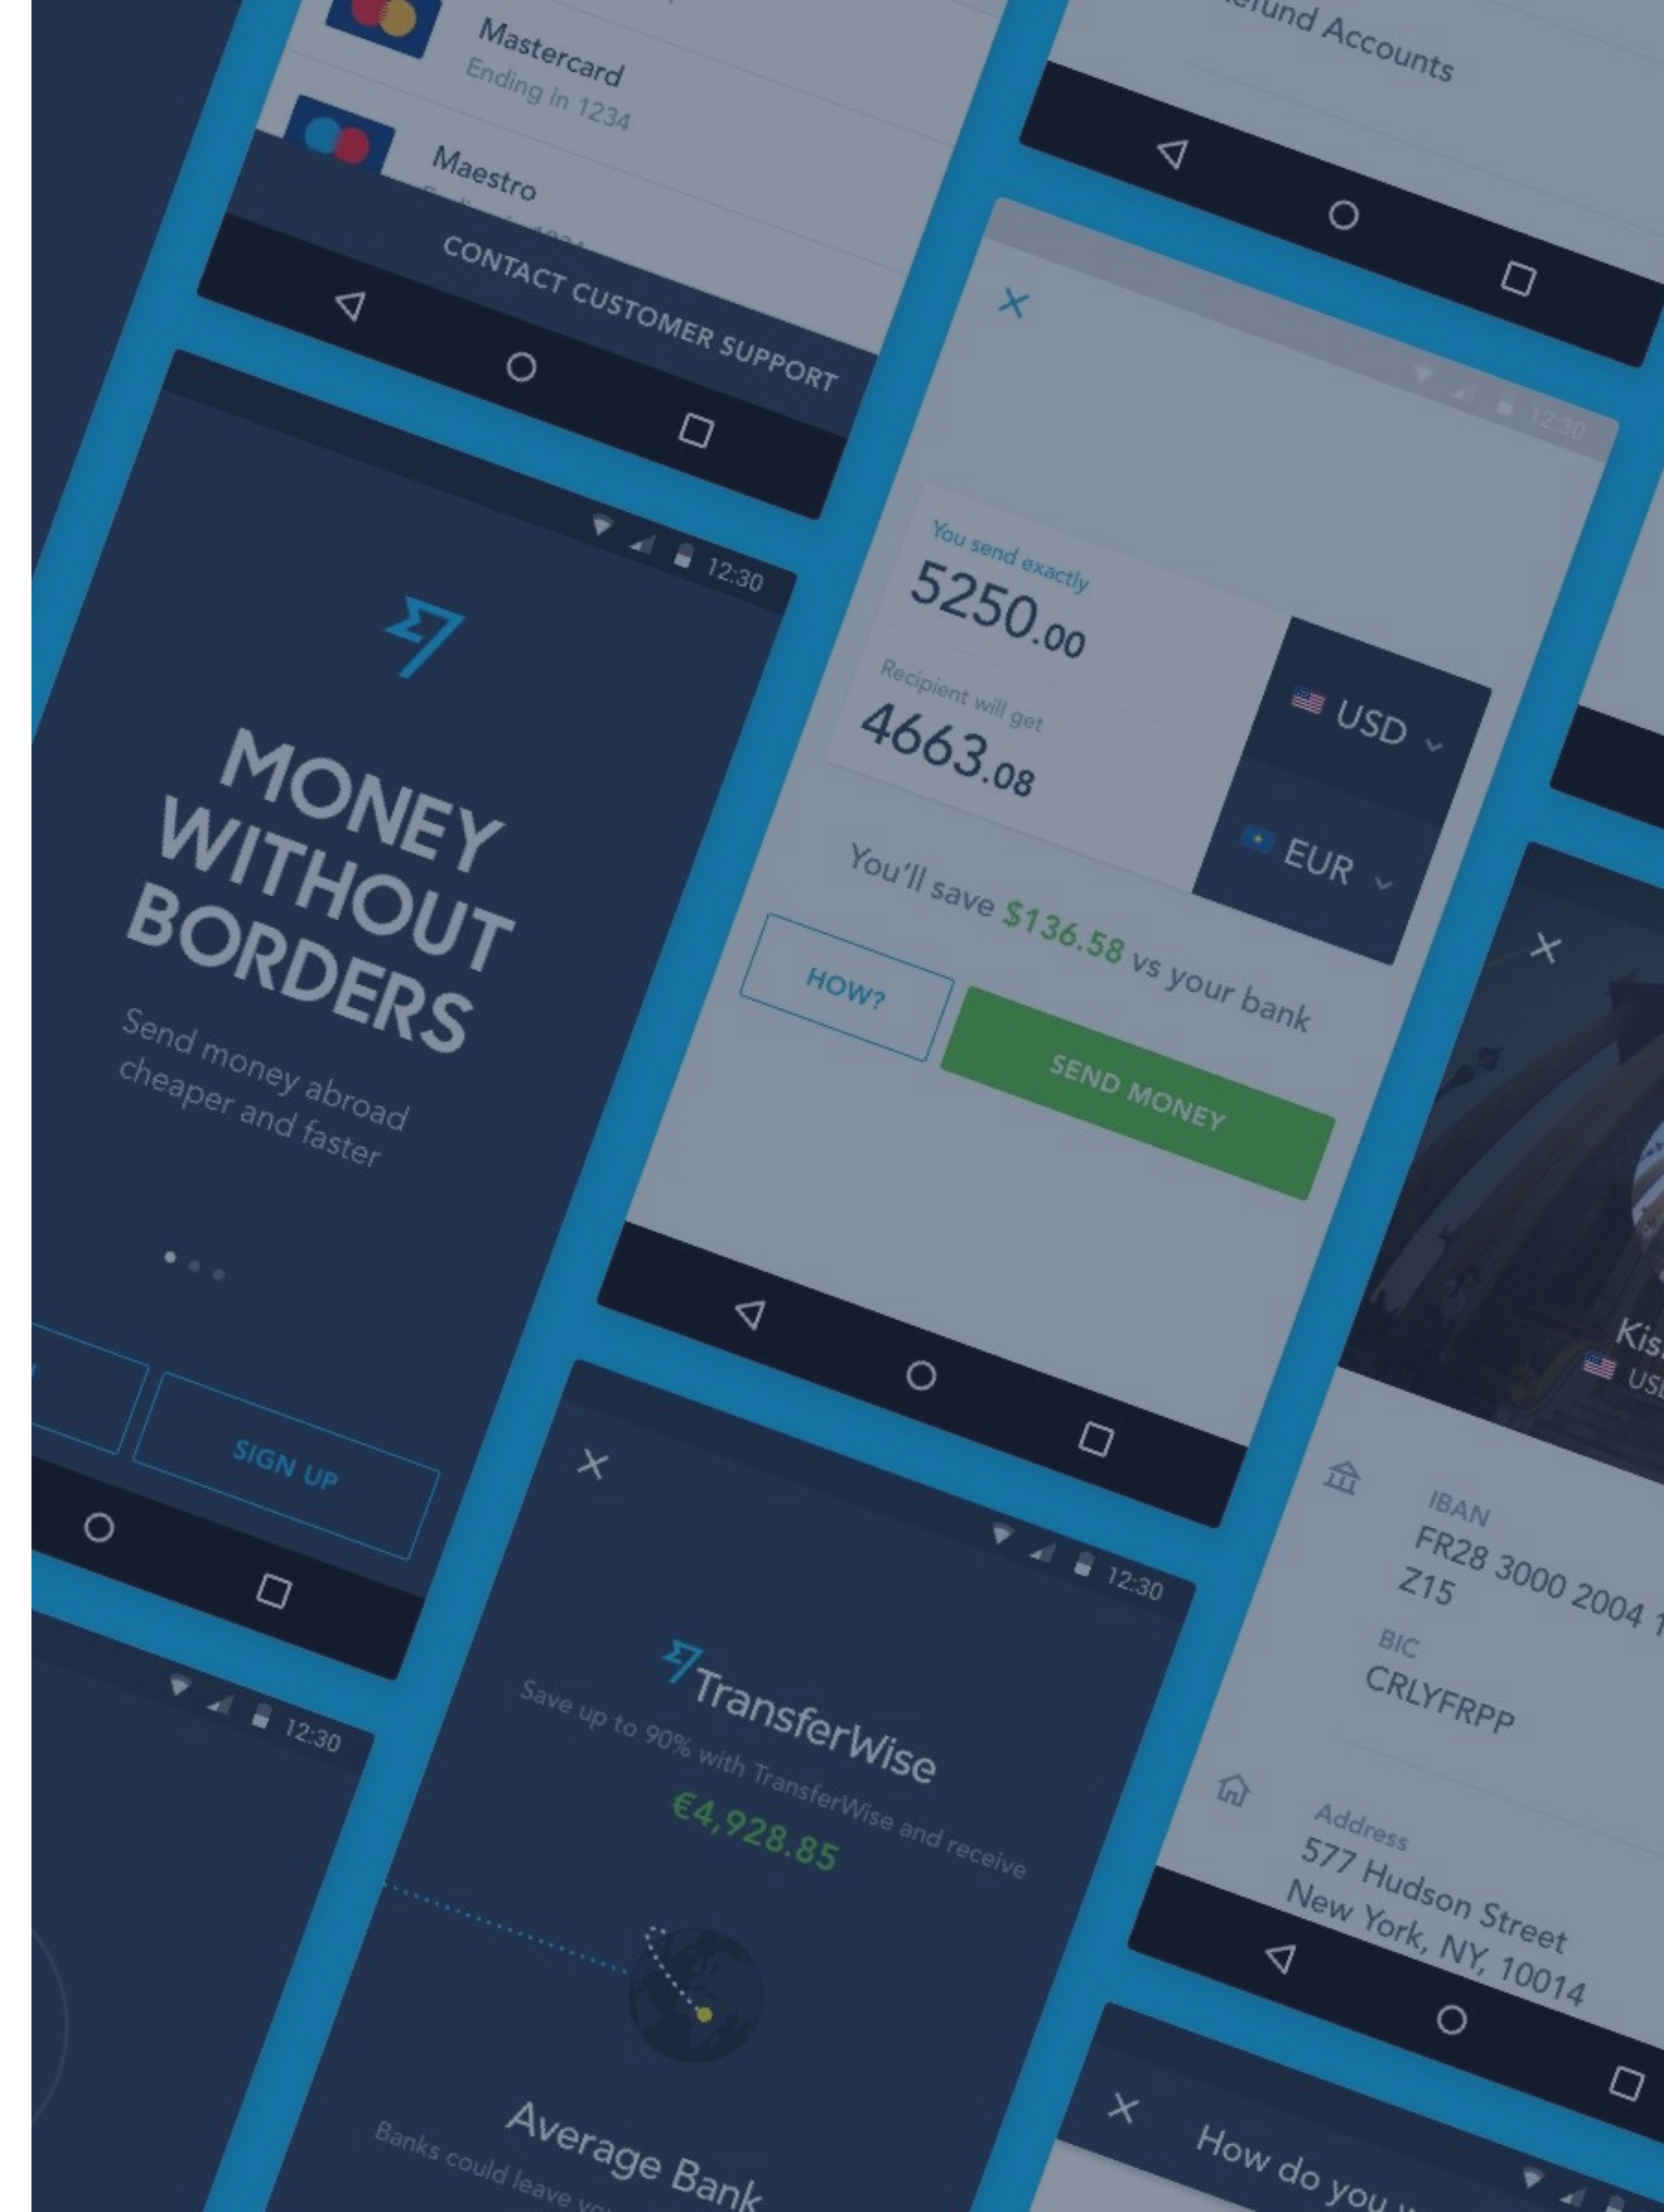 Mastercard
Ending in 1234
Maestro
CONTACT CUSTOMER SUPPORT
Accounts
12:30
MONEY
WITHOUT
BORDERS
Send money abroad
cheaper and faster
SIGN UP
12:30
You send exactly
5250.00
USD
Recipient will get
4663.08
EUR
You'll save $136.58 vs your bank
HOW?
SEND MONEY
IBAN
FR28 3000 2004
Z15
BIC
CRLYFRPP
Address
577 Hudson Street
New York, NY, 10014
12:30
12:30
TransferWise
Save up to 90% with TransferWise and receive
€4,928.85
Average Bank
Banks could leave
How do you